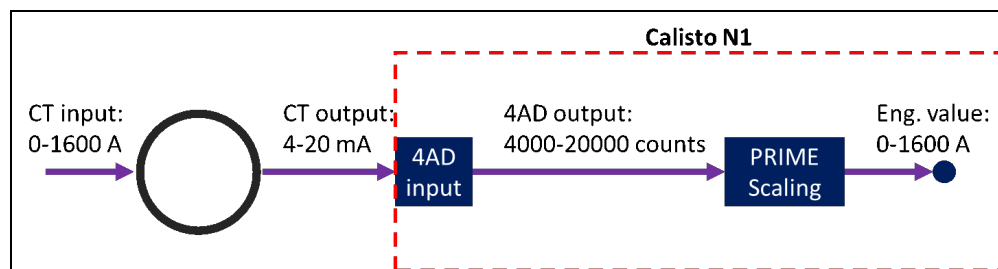 Calisto N1
CT input:
0-1600 A
CT output:
4-20 mA
4AD
input
4AD output:
4000-20000 counts
PRIME
Scaling
Eng. value:
0-1600 A